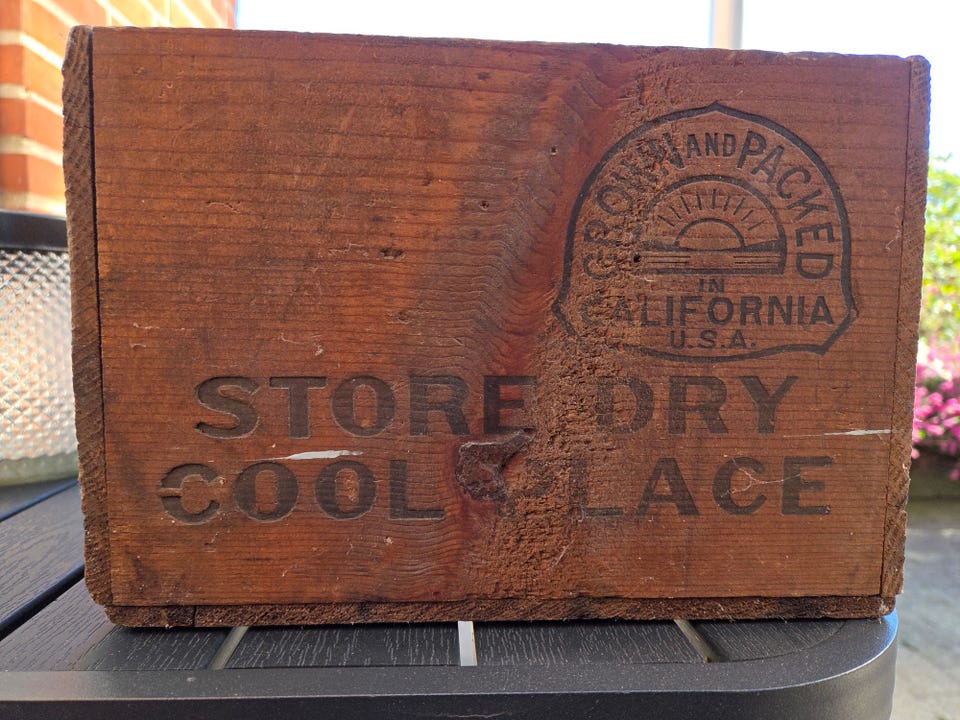 GROWN AND PACKED
IN
CALIFORNIA
U.S.A.
STORE DRY
COOL PLACE